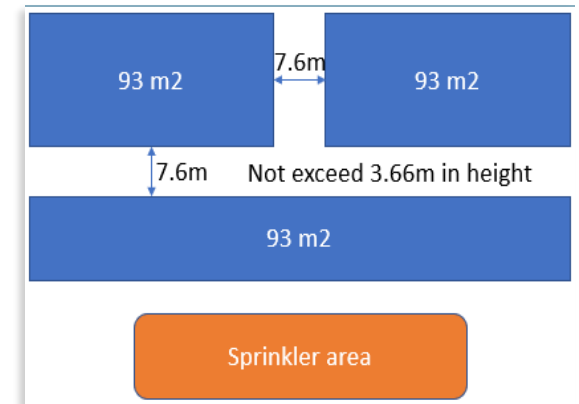 7.6m
93 m2
93 m2
7.6m
Not exceed 3.66m in height
93 m2
Sprinkler area